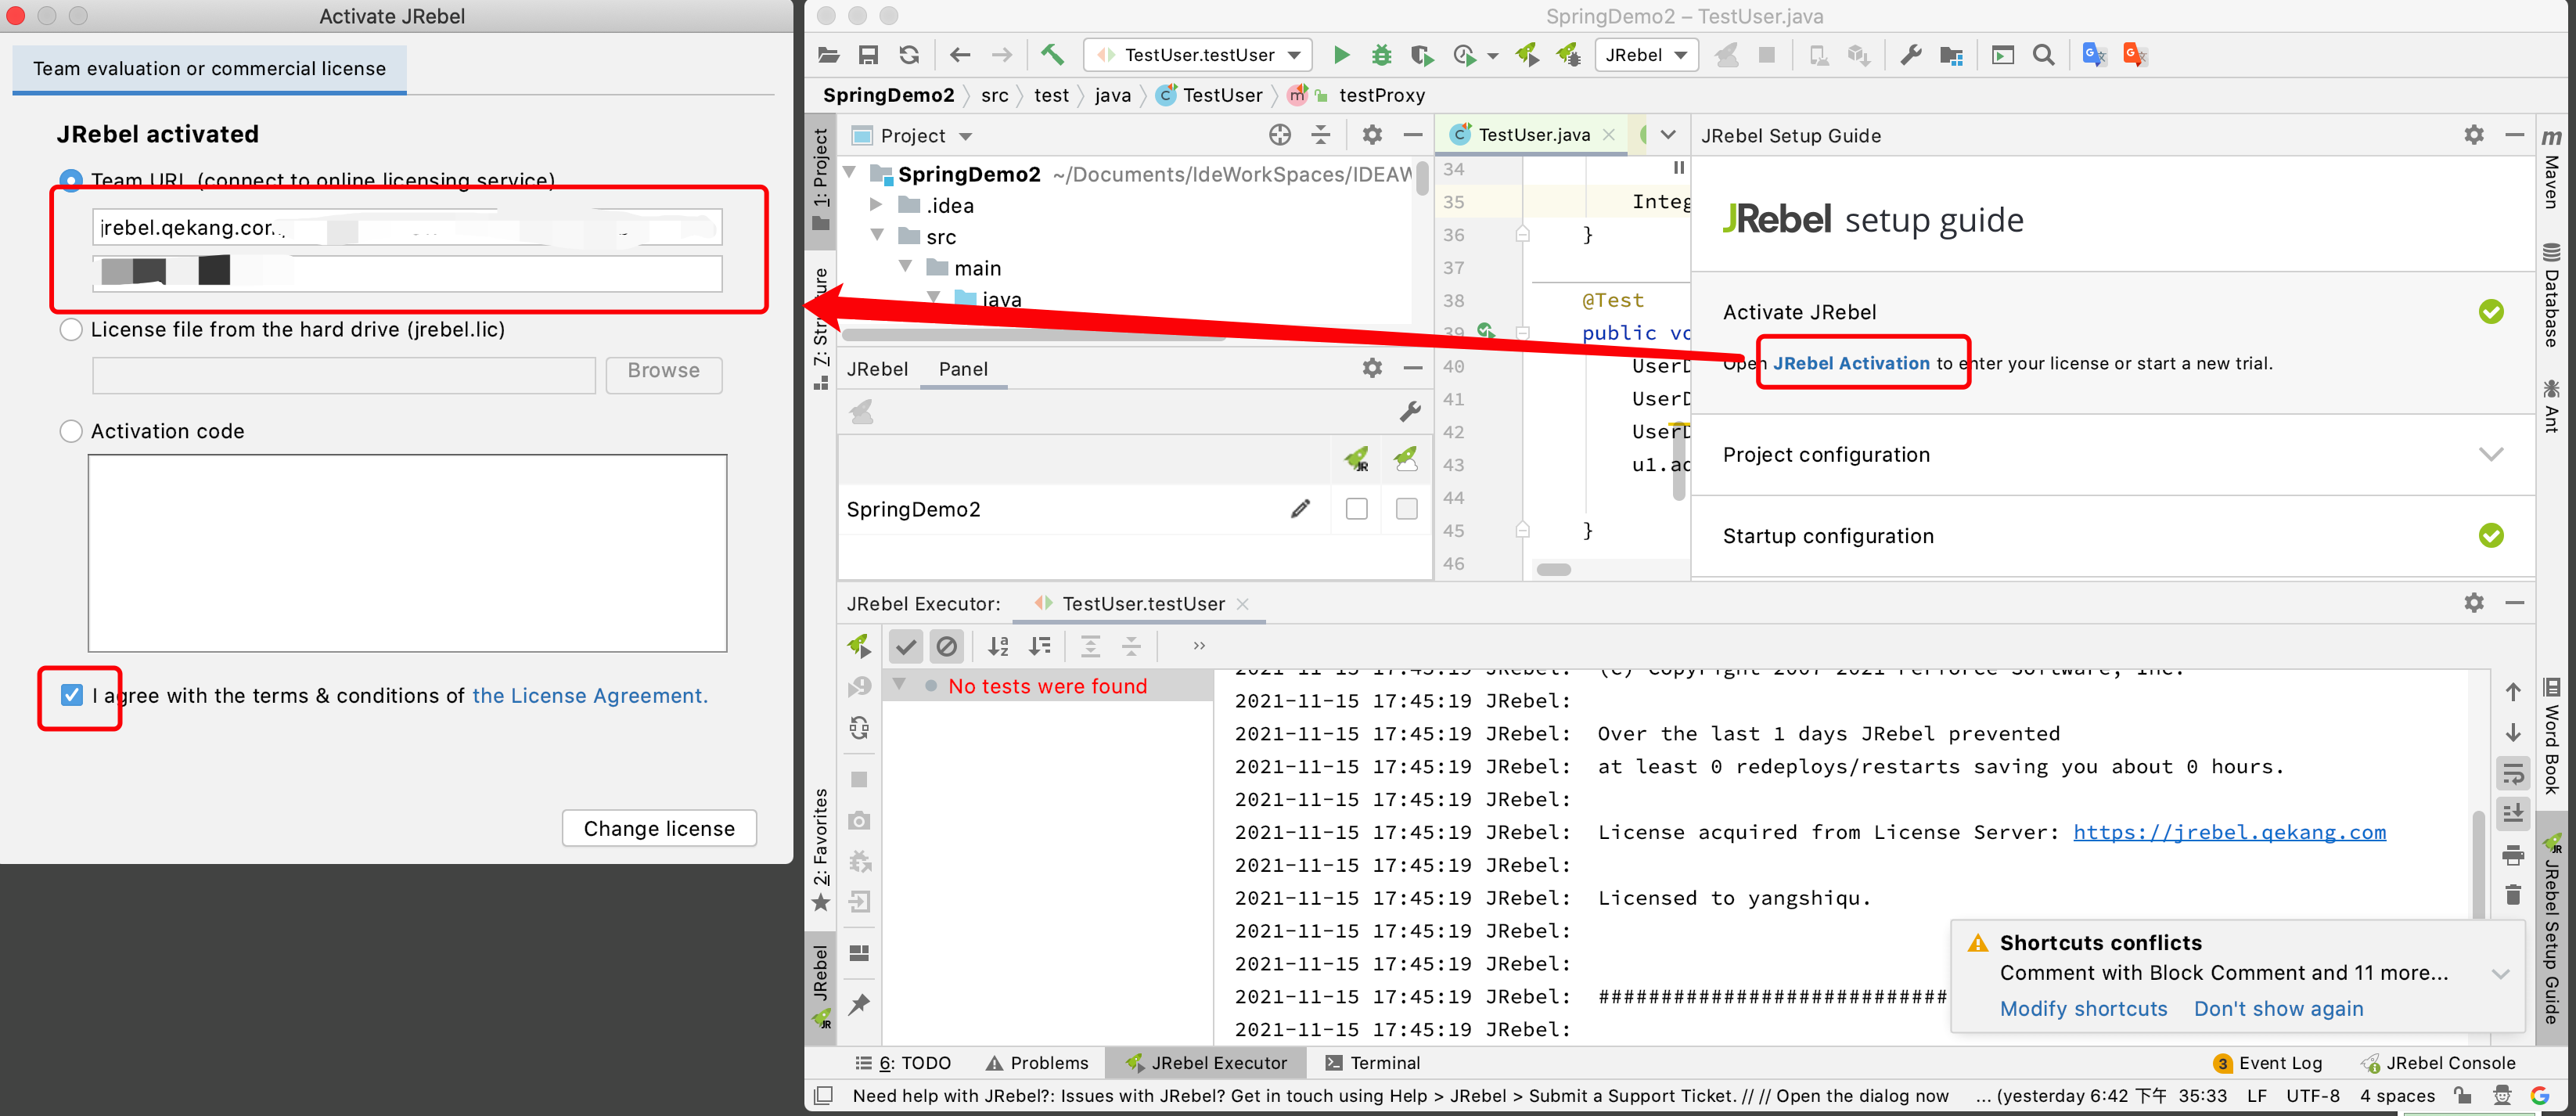 Activate JRebel
Team evaluation or commercial license
JRebel activated
Team URL (connect to online licensing service)
jrebel.qekang.com
License file from the hard drive (jrebel.lic)
Browse
Activation code
I agree with the terms & conditions of the License Agreement.
Change license
SpringDemo2 – TestUser.java
TestUser.testUser
JRebel
SpringDemo2 src test java TestUser testProxy
1: Project
Z: Structure
2: Favorites
JRebel
Project
SpringDemo2 ~/Documents/IdeWorkSpaces/IDEAW
.idea
src
main
java
JRebel Panel
SpringDemo2
TestUser.java
34
35 Integ
36 }
37
38 @Test
39 public vo
40 UserD
41 UserD
42 UserD
43 u1.ad
44
45 }
46
JRebel Setup Guide
JRebel setup guide
Activate JRebel
Open JRebel Activation to enter your license or start a new trial.
Project configuration
Startup configuration
Maven
Database
Ant
Word Book
JRebel Setup Guide
JRebel Executor: TestUser.testUser
No tests were found
2021-11-15 17:45:19 JRebel: (c) Copyright 2007-2021 Perforce Software, Inc.
2021-11-15 17:45:19 JRebel:
2021-11-15 17:45:19 JRebel: Over the last 1 days JRebel prevented
2021-11-15 17:45:19 JRebel: at least 0 redeploys/restarts saving you about 0 hours.
2021-11-15 17:45:19 JRebel:
2021-11-15 17:45:19 JRebel: License acquired from License Server: https://jrebel.qekang.com
2021-11-15 17:45:19 JRebel:
2021-11-15 17:45:19 JRebel: Licensed to yangshiqu.
2021-11-15 17:45:19 JRebel:
2021-11-15 17:45:19 JRebel:
2021-11-15 17:45:19 JRebel: ############################
2021-11-15 17:45:19 JRebel:
Shortcuts conflicts
Comment with Block Comment and 11 more...
Modify shortcuts Don't show again
6: TODO Problems JRebel Executor Terminal 3 Event Log JRebel Console
Need help with JRebel?: Issues with JRebel? Get in touch using Help > JRebel > Submit a Support Ticket. // // Open the dialog now ... (yesterday 6:42 下午 35:33 LF UTF-8 4 spaces